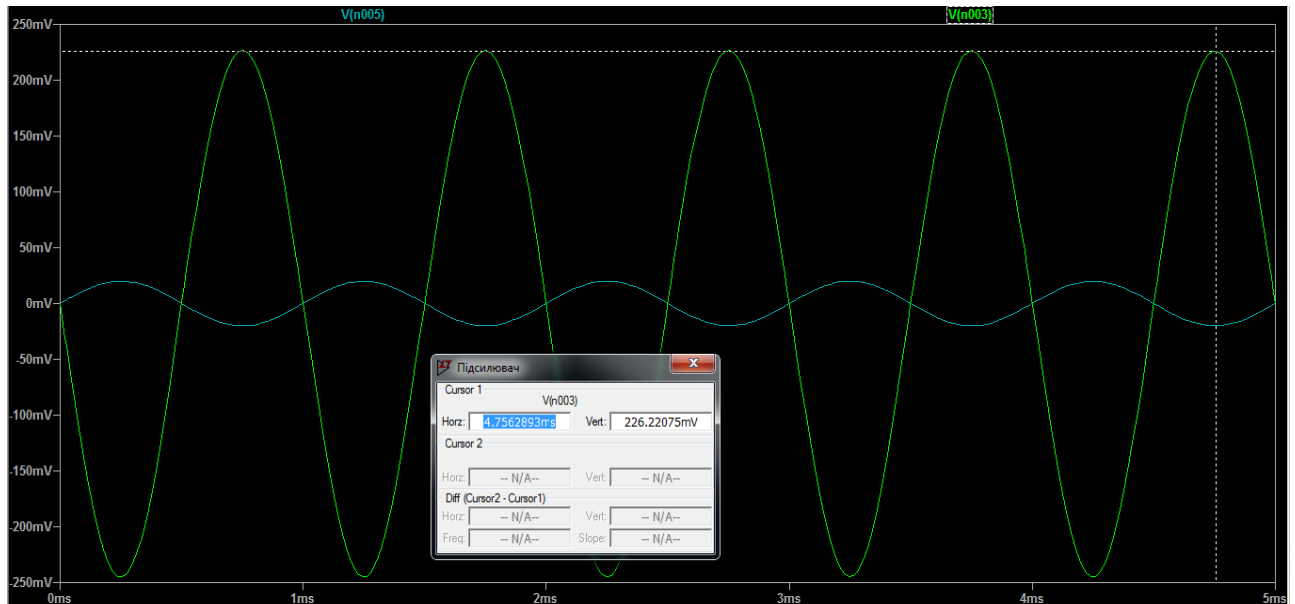 V(n005) V(n003)
250mV
200mV
150mV
100mV
50mV
0mV
-50mV
-100mV
-150mV
-200mV
-250mV
0ms 1ms 2ms 3ms 4ms 5ms
Підсилювач
Cursor 1
V(n003)
Horz: 4.7562893ms Vert: 226.22075mV
Cursor 2
Horz: -- N/A-- Vert: -- N/A--
Diff (Cursor2 - Cursor1)
Horz: -- N/A-- Vert: -- N/A--
Freq: -- N/A-- Slope: -- N/A--